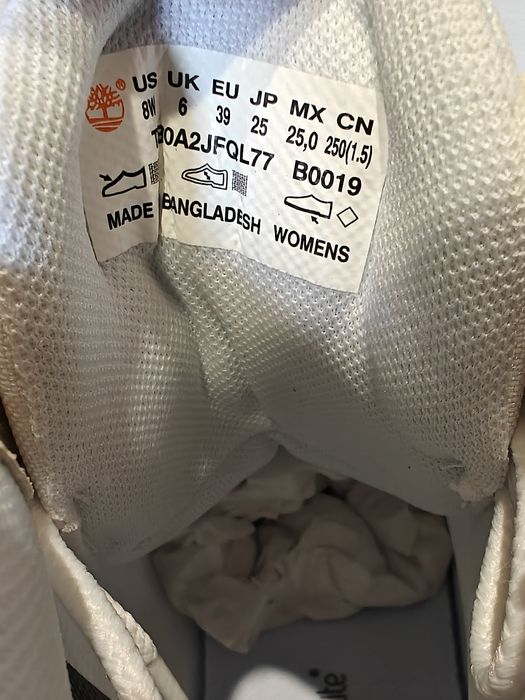 US UK EU JP MX CN
8W 6 39 25 25,0 250(1.5)
TB0A2JFQL77 B0019
MADE BANGLADESH WOMENS